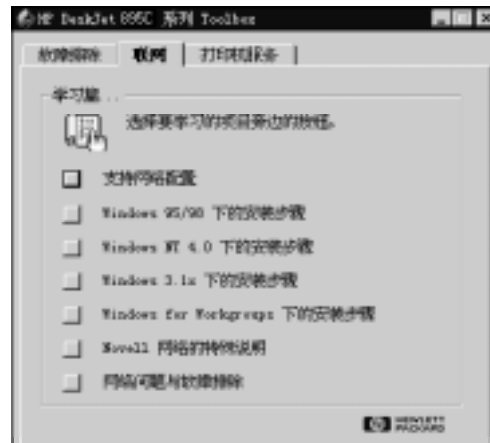 HP DeskJet 895C 系列 Toolbox
故障排除 联网 打印机服务
学习篇...
选择要学习的项目旁边的按钮。
支持网络配置
Windows 95/98 下的安装步骤
Windows NT 4.0 下的安装步骤
Windows 3.1x 下的安装步骤
Windows for Workgroups 下的安装步骤
Novell 网络的特例说明
网络问题与故障排除
HEWLETT
PACKARD